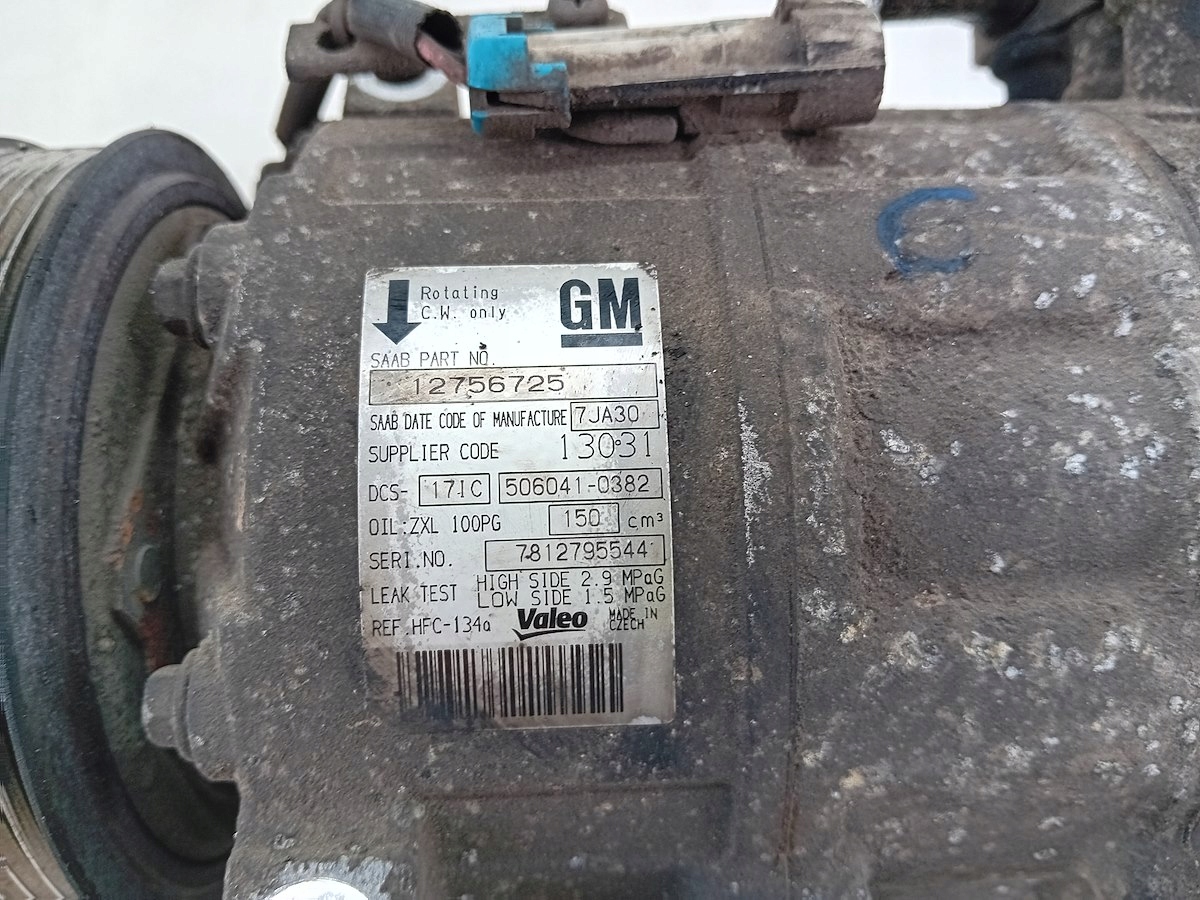 C
Rotating
C.W. only
GM
SAAB PART NO.
12756725
SAAB DATE CODE OF MANUFACTURE 7JA30
SUPPLIER CODE 13031
DCS- 17IC 506041-0382
OIL:ZXL 100PG 150 cm³
SERI.NO. 7812795544
LEAK TEST HIGH SIDE 2.9 MPaG
LOW SIDE 1.5 MPaG
REF.HFC-134a Valeo MADE IN
CZECH